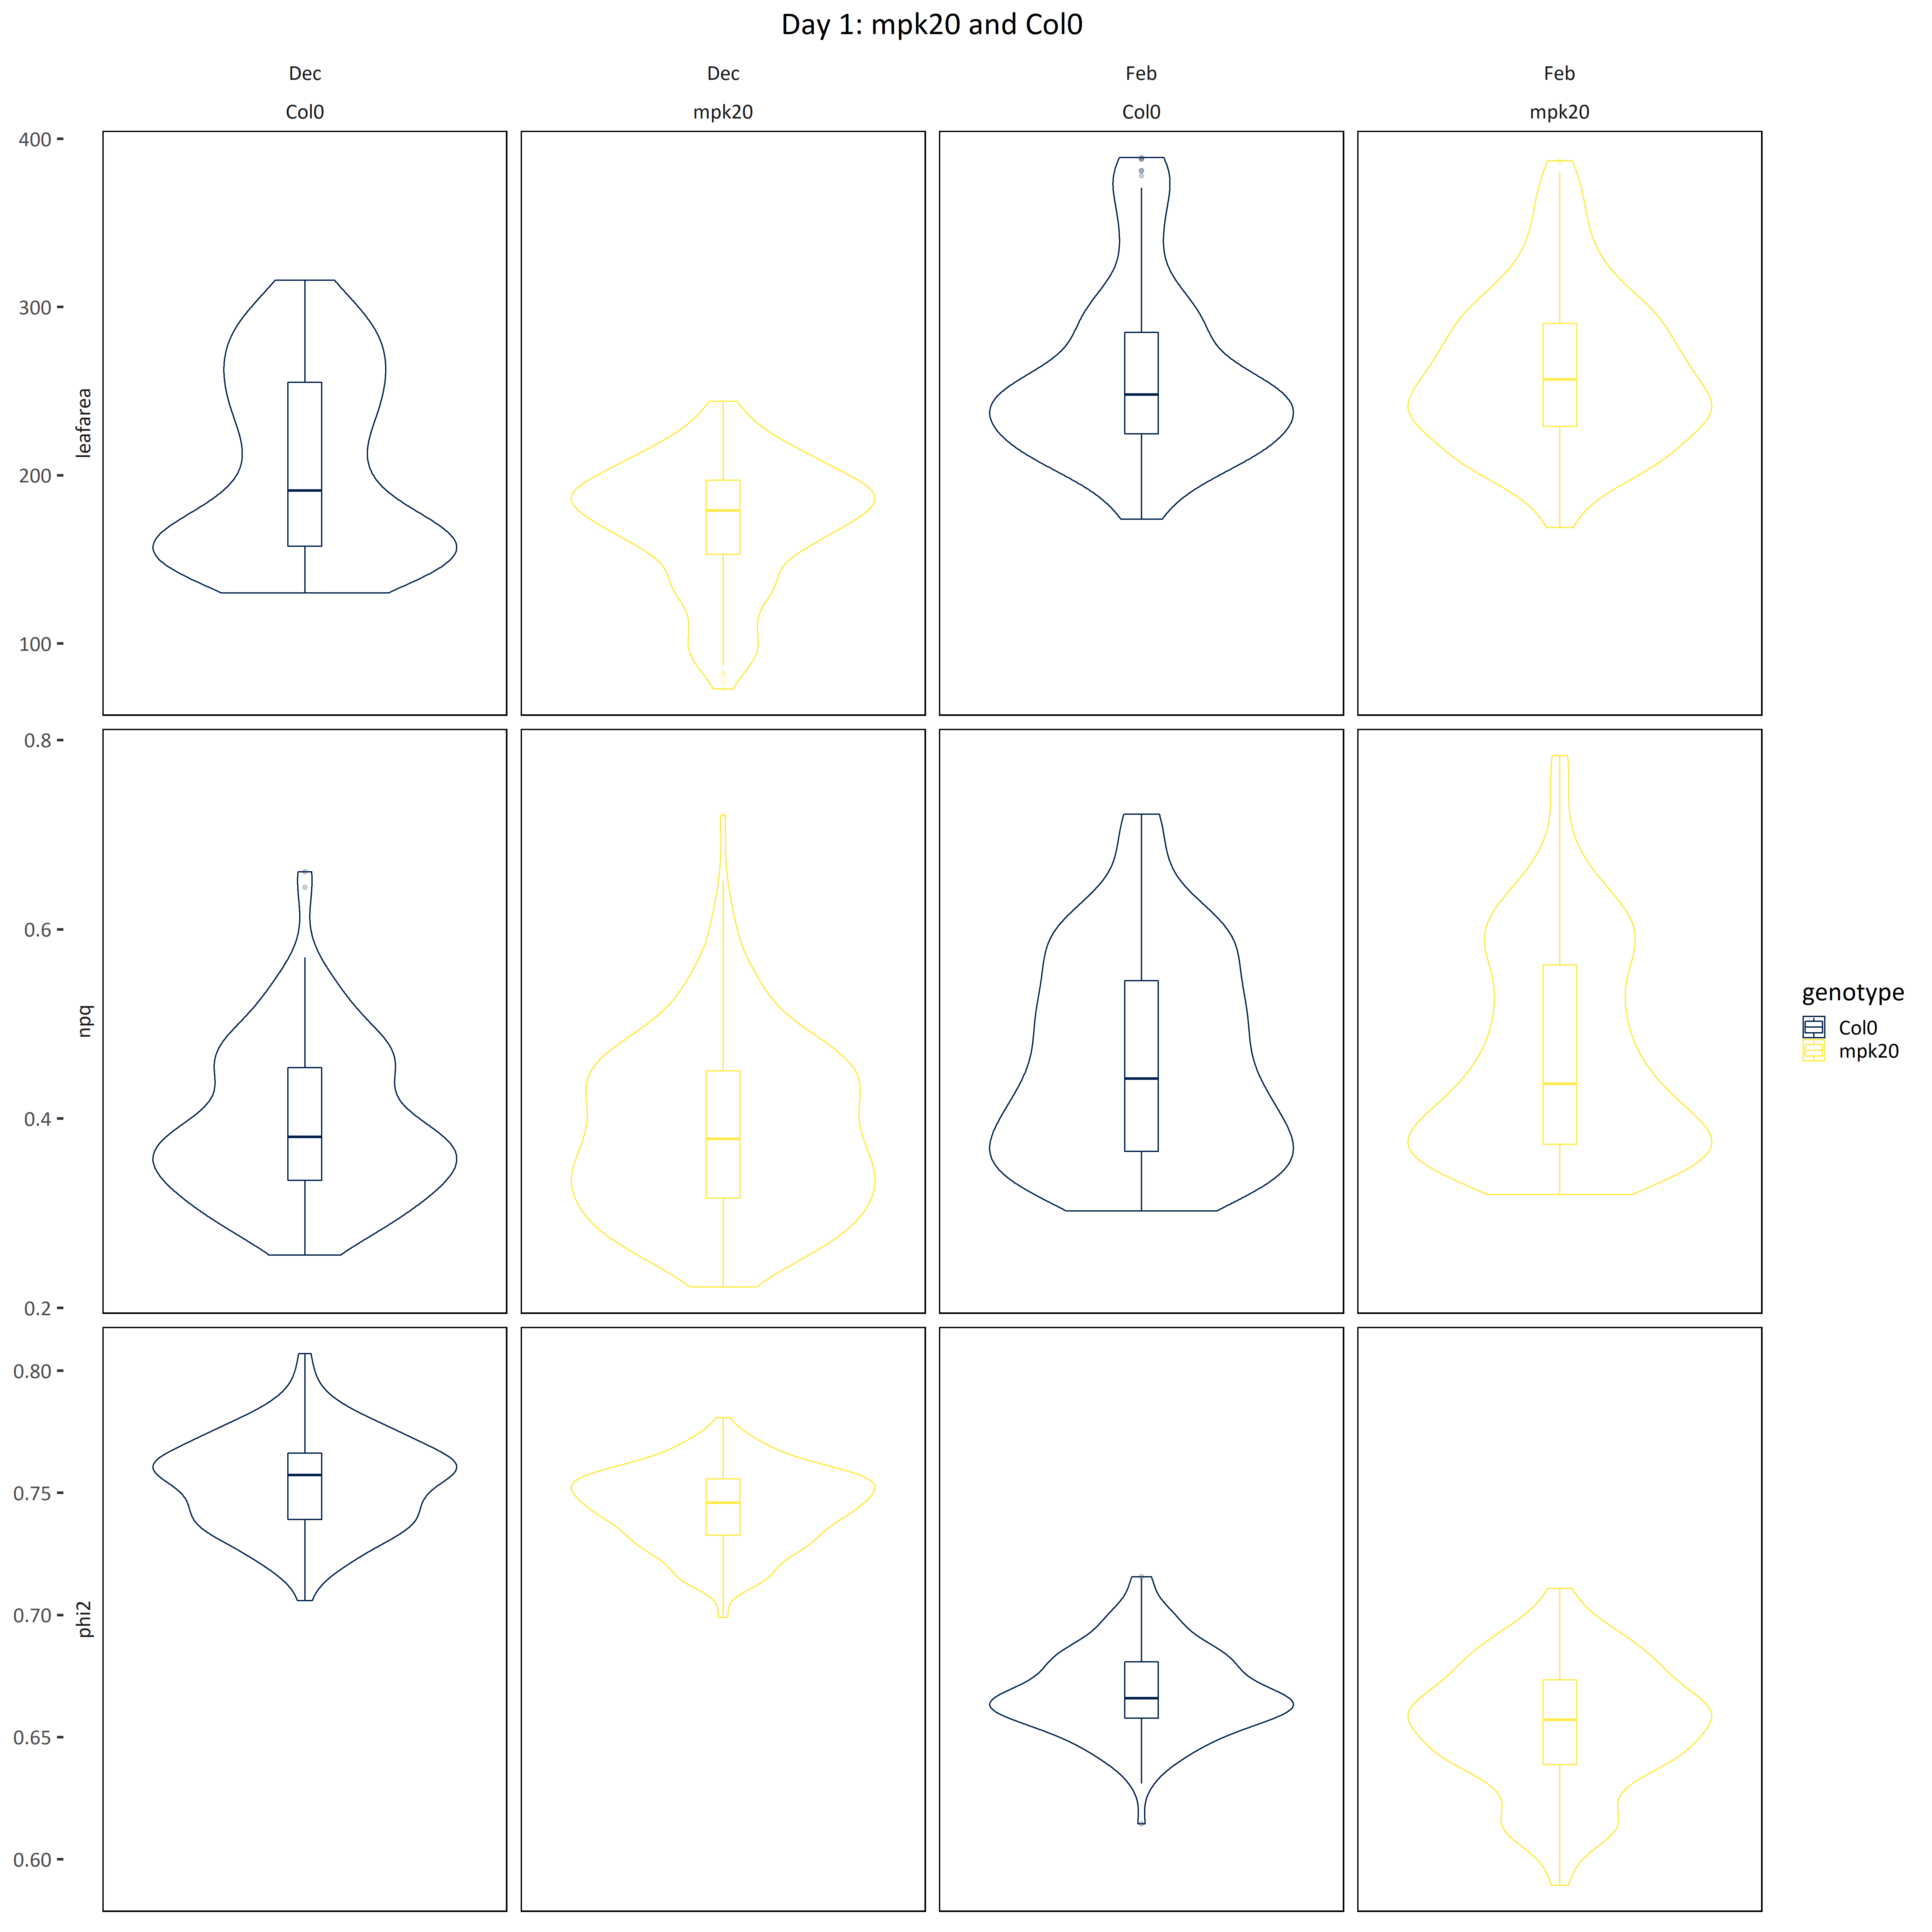 Day 1: mpk20 and Col0
Dec Dec Feb Feb
Col0 mpk20 Col0 mpk20
400
300
200
100
leafarea
0.8
0.6
0.4
0.2
npq
0.80
0.75
0.70
0.65
0.60
phi2
genotype
Col0
mpk20